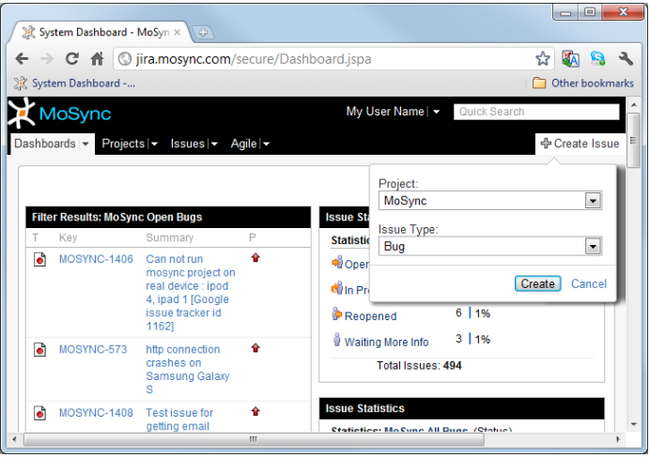 System Dashboard - MoSyn
jira.mosync.com/secure/Dashboard.jspa
System Dashboard -...
Other bookmarks
MoSync
My User Name
Quick Search
Dashboards
Projects
Issues
Agile
Create Issue
Project:
MoSync
Issue Type:
Bug
Create
Cancel
Filter Results: MoSync Open Bugs
T Key Summary P
MOSYNC-1406
Can not run
mosync project on
real device : ipod
4, ipad 1 [Google
issue tracker id
1162]
MOSYNC-573
http connection
crashes on
Samsung Galaxy
S
MOSYNC-1408
Test issue for
getting email
Issue Sta
Statistic
Open
In Pr
Reopened 6 1%
Waiting More Info 3 1%
Total Issues: 494
Issue Statistics
Statistics: MoSync All Bugs (Status)